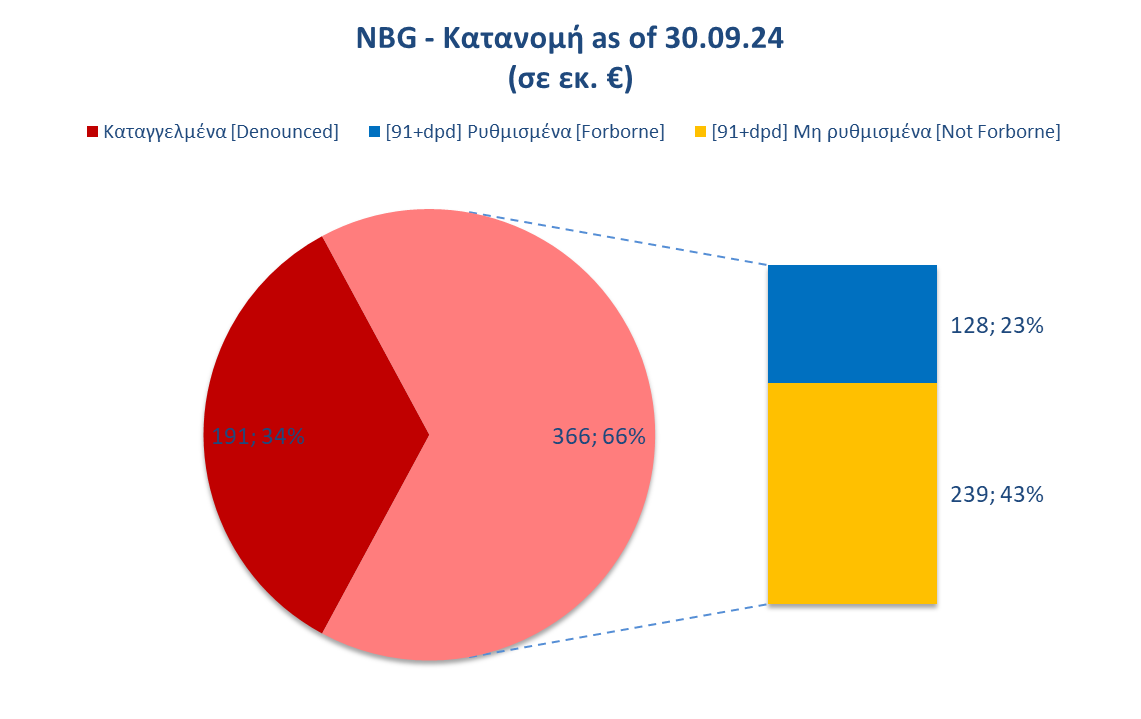 NBG - Κατανομή as of 30.09.24
(σε εκ. €)
Καταγγελμένα [Denounced] [91+dpd] Ρυθμισμένα [Forborne] [91+dpd] Μη ρυθμισμένα [Not Forborne]
128; 23%
191; 34%
366; 66%
239; 43%